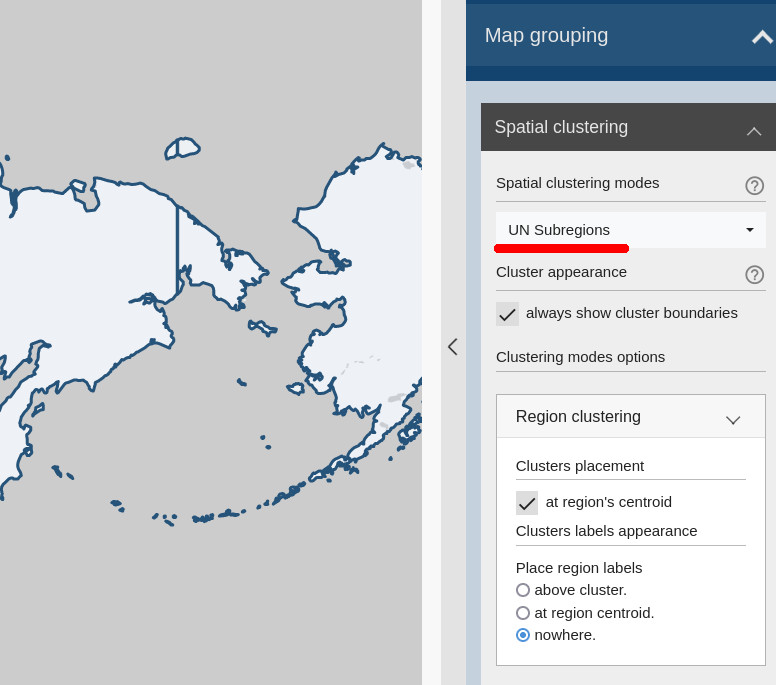 Map grouping
Spatial clustering
Spatial clustering modes
?
UN Subregions
Cluster appearance
?
always show cluster boundaries
Clustering modes options
Region clustering
Clusters placement
at region's centroid
Clusters labels appearance
Place region labels
above cluster.
at region centroid.
nowhere.